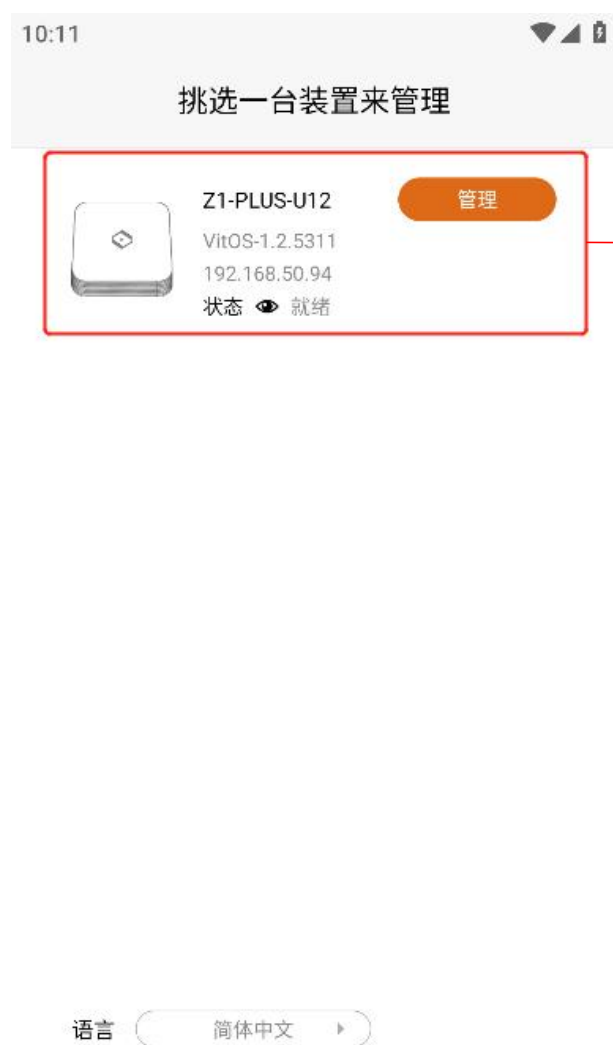 10:11
挑选一台装置来管理
Z1-PLUS-U12
管理
VitOS-1.2.5311
192.168.50.94
状态 就绪
语言 简体中文